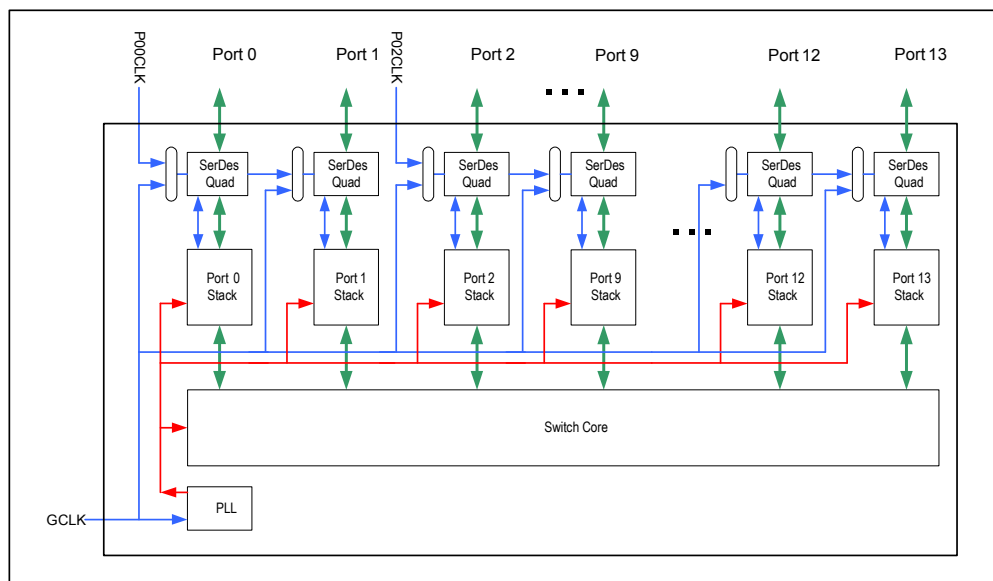 P00CLK
Port 0
Port 1
P02CLK
Port 2
Port 9
Port 12
Port 13
SerDes
Quad
SerDes
Quad
SerDes
Quad
SerDes
Quad
SerDes
Quad
SerDes
Quad
Port 0
Stack
Port 1
Stack
Port 2
Stack
Port 9
Stack
Port 12
Stack
Port 13
Stack
Switch Core
PLL
GCLK